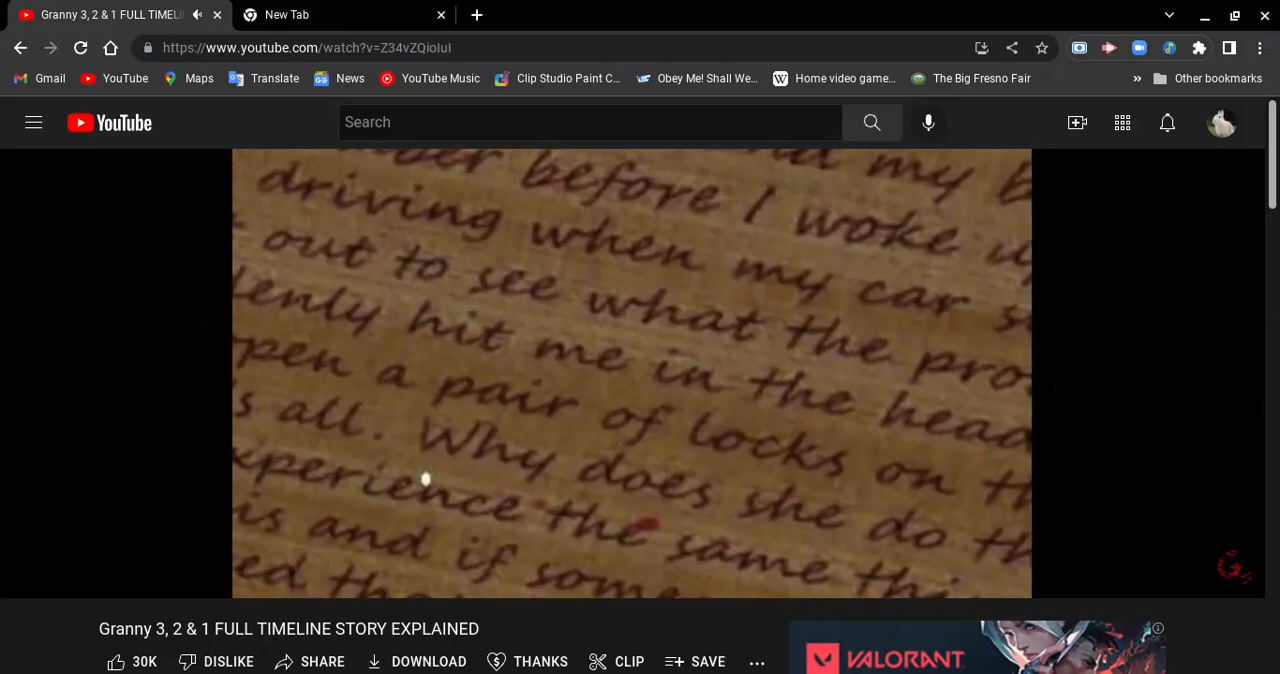 Granny 3, 2 & 1 FULL TIMELI
New Tab
https://www.youtube.com/watch?v=Z34vZQioIuI
Gmail
YouTube
Maps
Translate
News
YouTube Music
Clip Studio Paint C...
Obey Me! Shall We...
Home video game...
The Big Fresno Fair
»
Other bookmarks
YouTube
Search
before I woke
driving when my car
out to see what the
hit me in the head
a pair of locks on
all. Why does she do
the same
is and if
Granny 3, 2 & 1 FULL TIMELINE STORY EXPLAINED
30K
DISLIKE
SHARE
DOWNLOAD
THANKS
CLIP
SAVE
...
VALORANT